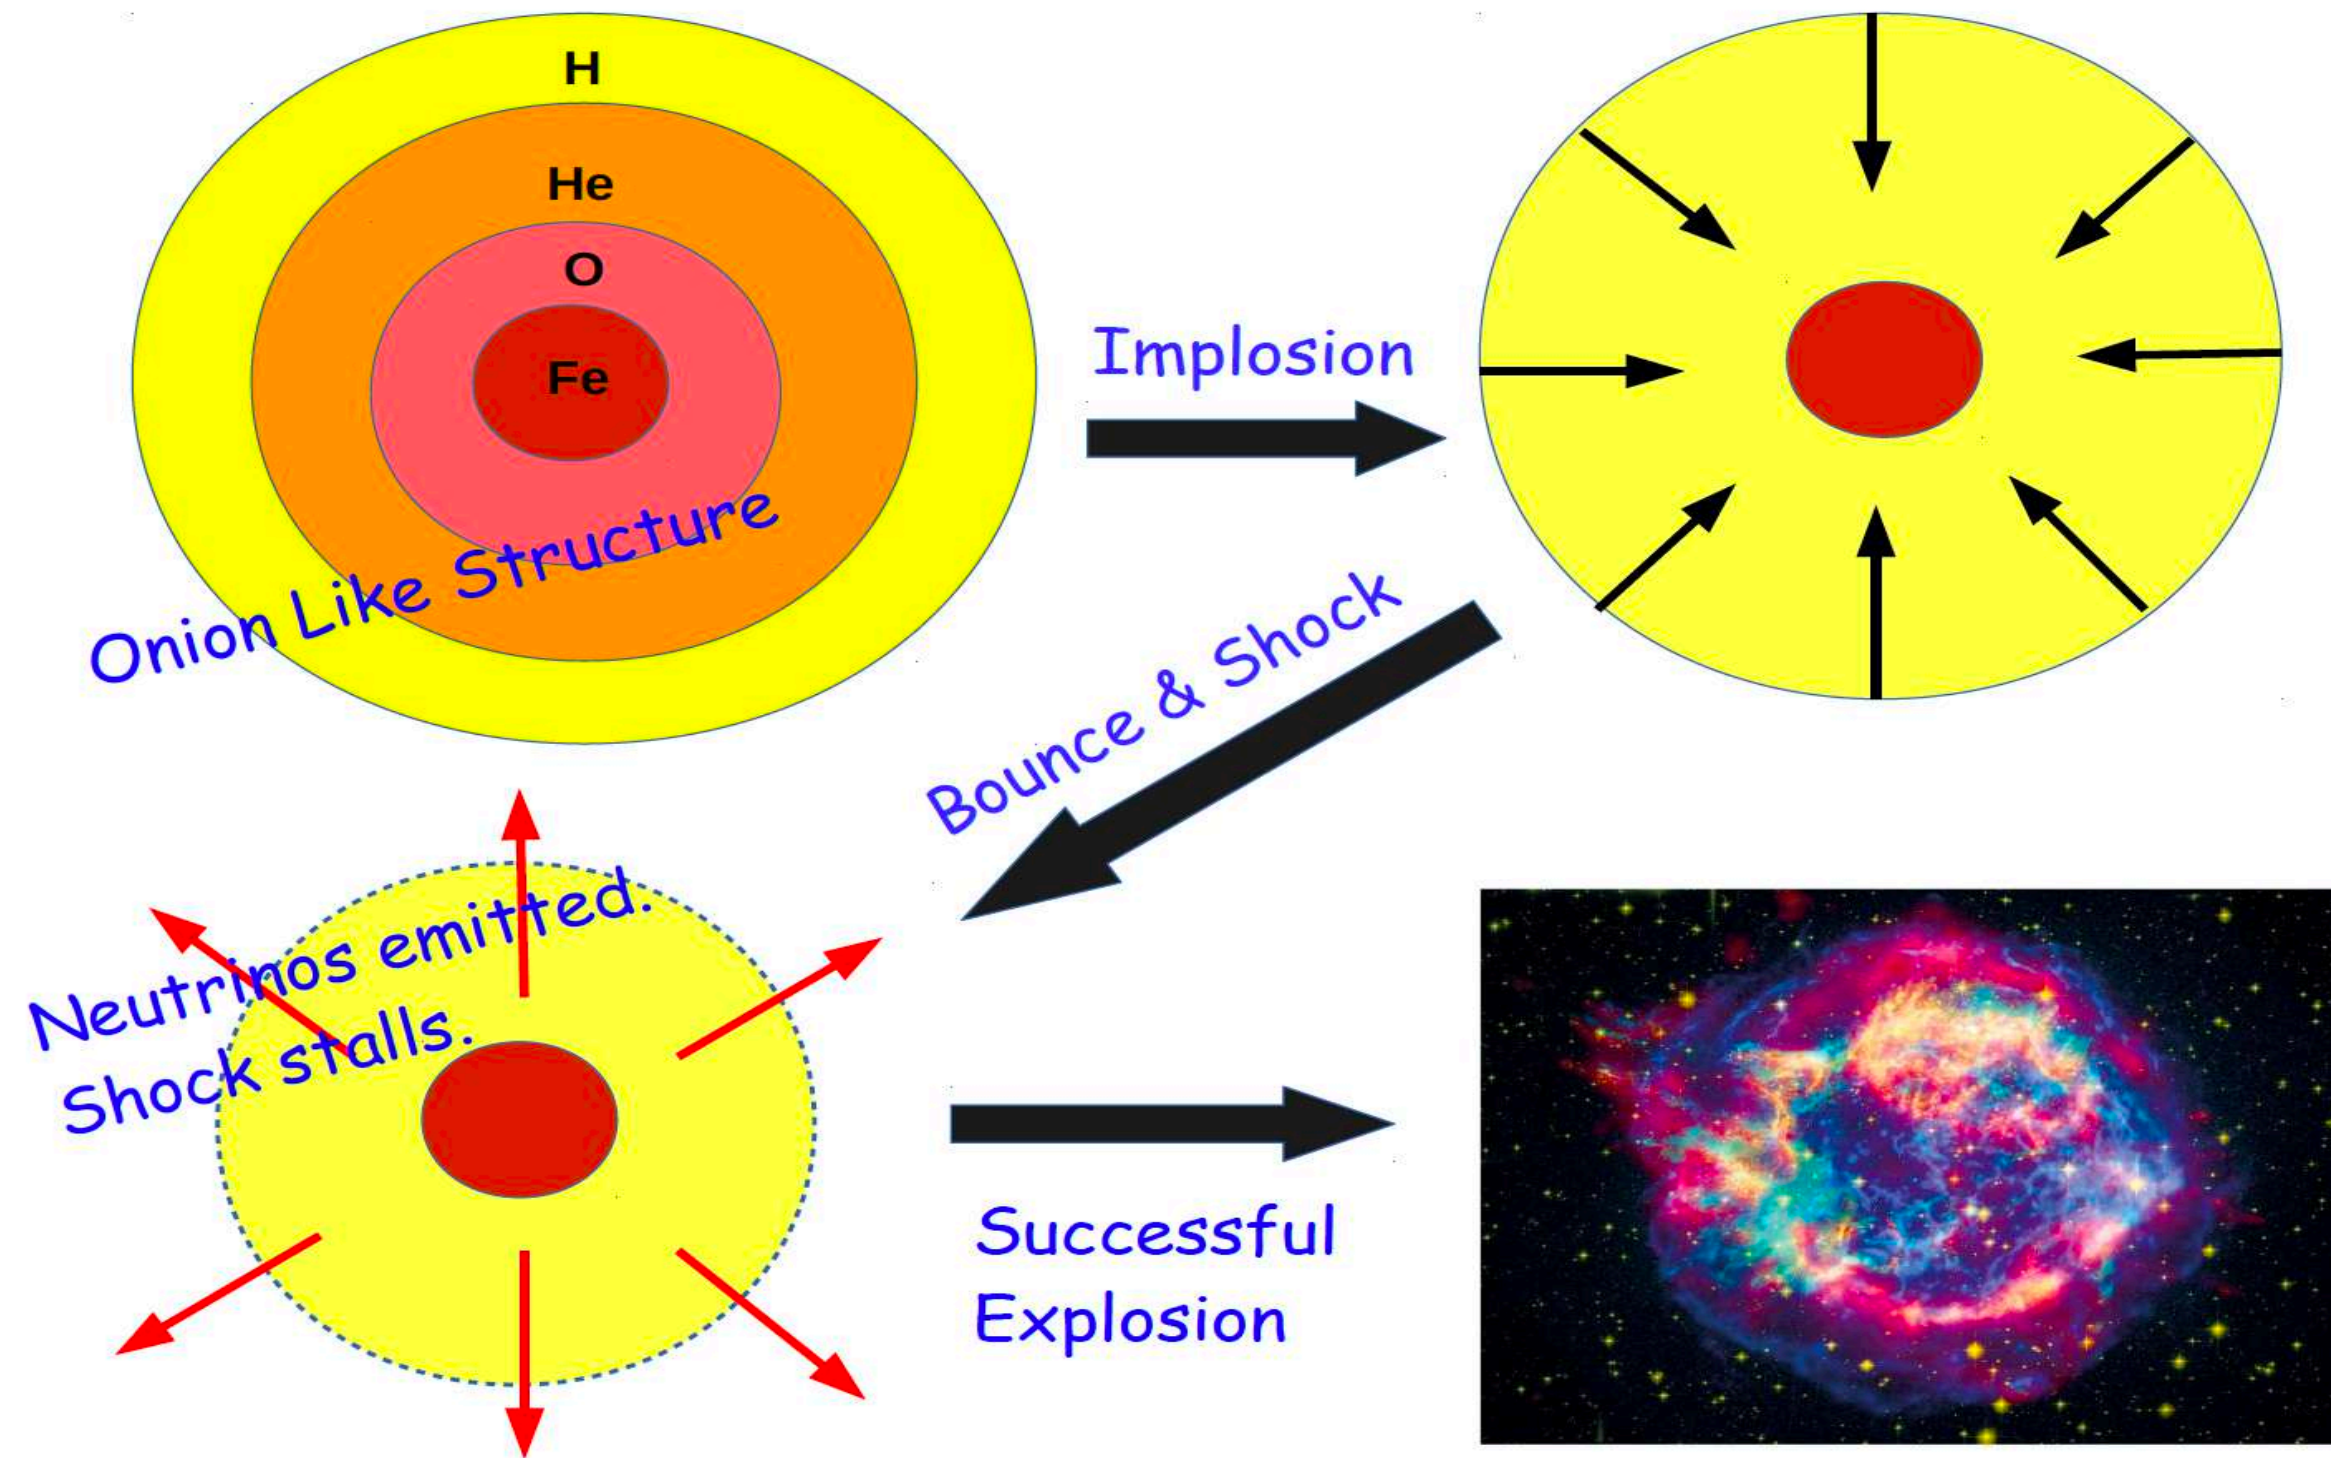 H
He
O
Fe
Onion Like Structure
Implosion
Bounce & Shock
Neutrinos emitted.
Shock stalls.
Successful
Explosion